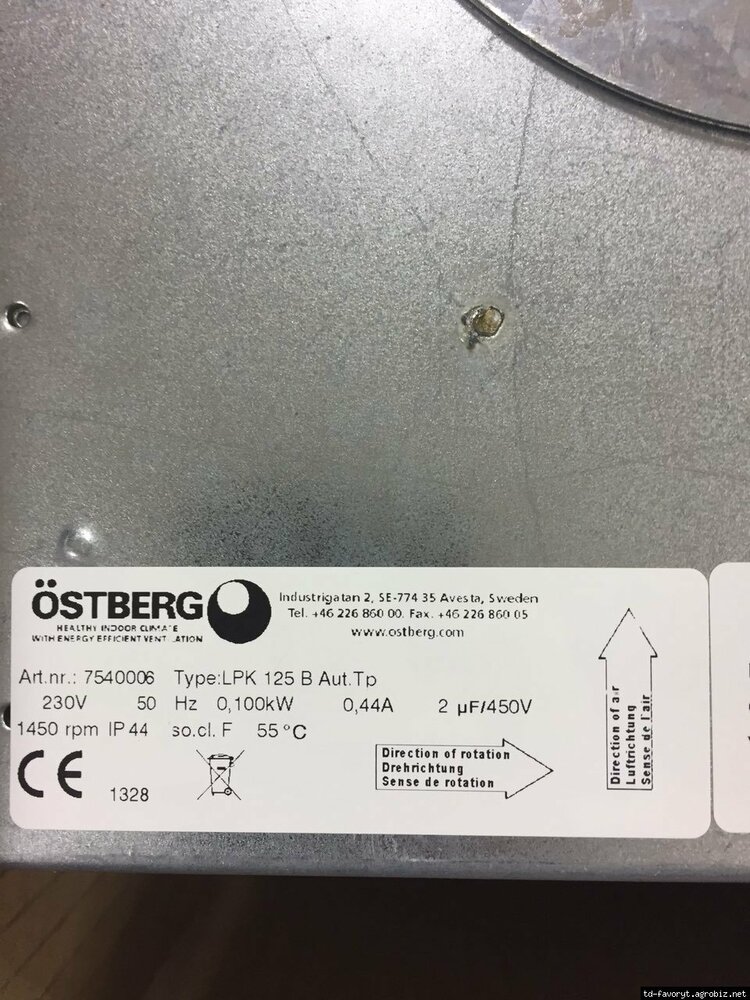 ÖSTBERG
HEALTHY INDOOR CLIMATE
WITH ENERGY EFFICIENT VENTILATION
Industrigatan 2, SE-774 35 Avesta, Sweden
Tel. +46 226 860 00. Fax. +46 226 860 05
www.ostberg.com
Art.nr.: 7540006 Type:LPK 125 B Aut.Tp
230V 50 Hz 0,100kW 0,44A 2 µF/450V
1450 rpm IP 44 so.cl. F 55 °C
CE 1328
Direction of rotation
Drehrichtung
Sense de rotation
Direction of air
Luftrichtung
Sense de l'air
td-favoryt.agrobiz.net